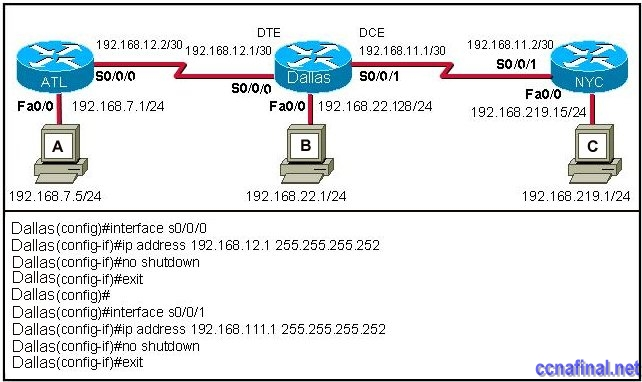 DTE
DCE
192.168.12.2/30
192.168.12.1/30
192.168.11.1/30
192.168.11.2/30
ATL
S0/0/0
S0/0/0
Dallas
S0/0/1
S0/0/1
NYC
Fa0/0
192.168.7.1/24
Fa0/0
192.168.22.128/24
Fa0/0
192.168.219.15/24
A
B
C
192.168.7.5/24
192.168.22.1/24
192.168.219.1/24
Dallas(config)#interface s0/0/0
Dallas(config-if)#ip address 192.168.12.1 255.255.255.252
Dallas(config-if)#no shutdown
Dallas(config-if)#exit
Dallas(config)#
Dallas(config)#interface s0/0/1
Dallas(config-if)#ip address 192.168.111.1 255.255.255.252
Dallas(config-if)#no shutdown
Dallas(config-if)#exit
ccnafinal.net